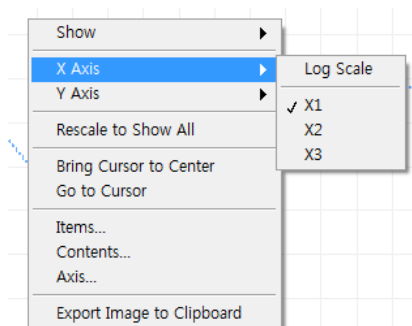 Show
X Axis
Y Axis
Rescale to Show All
Bring Cursor to Center
Go to Cursor
Items...
Contents...
Axis...
Export Image to Clipboard
Log Scale
X1
X2
X3